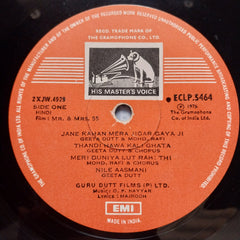 REGD. TRADE MARK OF
THE GRAMOPHONE CO. LTD.
HIS MASTER'S VOICE
2XJW.4929
SIDE ONE
HINDI
Film: MR. & MRS. 55
ECLP.5464
℗ 1976
The Gramophone
Co. of India Ltd.
JANE KAHAN MERA JIGAR GAYA JI
GEETA DUTT & MOHD. RAFI
THANDI HAWA KALI GHATA
GEETA DUTT & CHORUS
MERI DUNIYA LUT RAHI THI
MOHD. RAFI & CHORUS
NILE AASMANI
GEETA DUTT
GURU DUTT FILMS (P) LTD.
Music: O. P. NAYYAR
Lyrics: MAJROOH
EMI
MADE IN INDIA